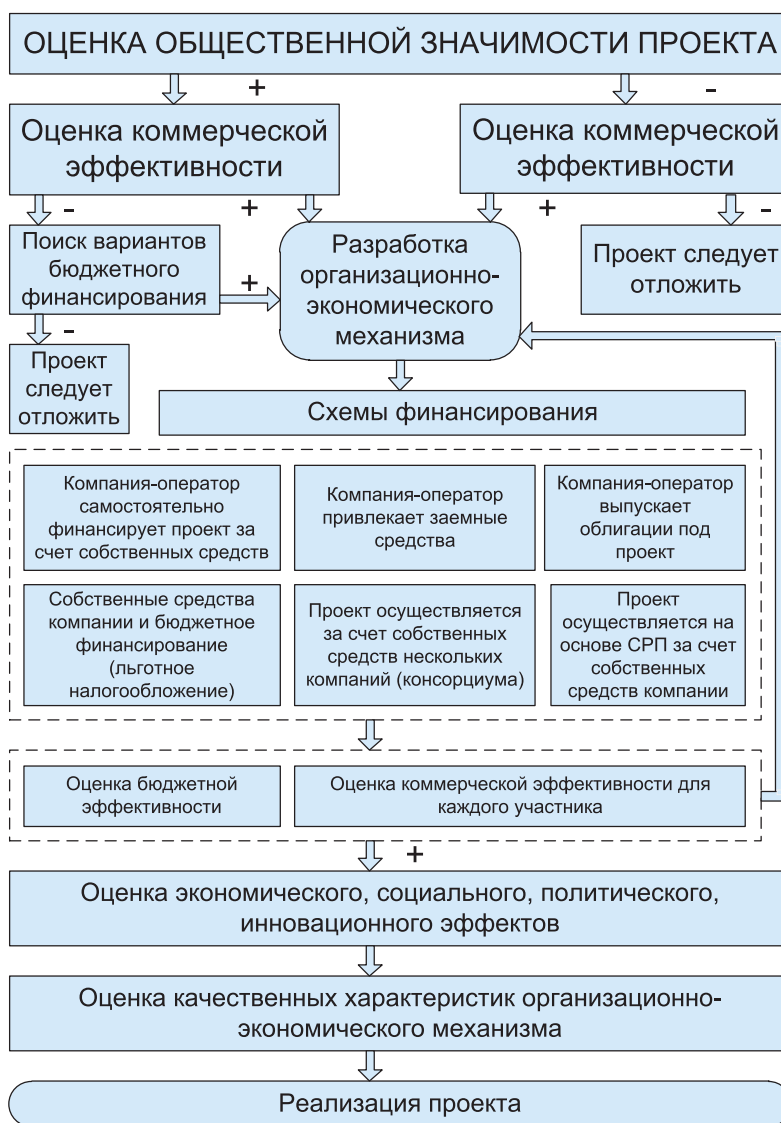 ОЦЕНКА ОБЩЕСТВЕННОЙ ЗНАЧИМОСТИ ПРОЕКТА
+
-
Оценка коммерческой
эффективности
Оценка коммерческой
эффективности
-
+
+
-
Поиск вариантов
бюджетного
финансирования
+
-
Проект
следует
отложить
Разработка
организационно-
экономического
механизма
Проект следует
отложить
Схемы финансирования
Компания-оператор
самостоятельно
финансирует проект за
счет собственных средств
Компания-оператор
привлекает заемные
средства
Компания-оператор
выпускает
облигации под
проект
Собственные средства
компании и бюджетное
финансирование
(льготное
налогообложение)
Проект осуществляется
за счет собственных
средств нескольких
компаний (консорциума)
Проект
осуществляется на
основе СРП за счет
собственных
средств компании
Оценка бюджетной
эффективности
Оценка коммерческой эффективности для
каждого участника
+
Оценка экономического, социального, политического,
инновационного эффектов
Оценка качественных характеристик организационно-
экономического механизма
Реализация проекта